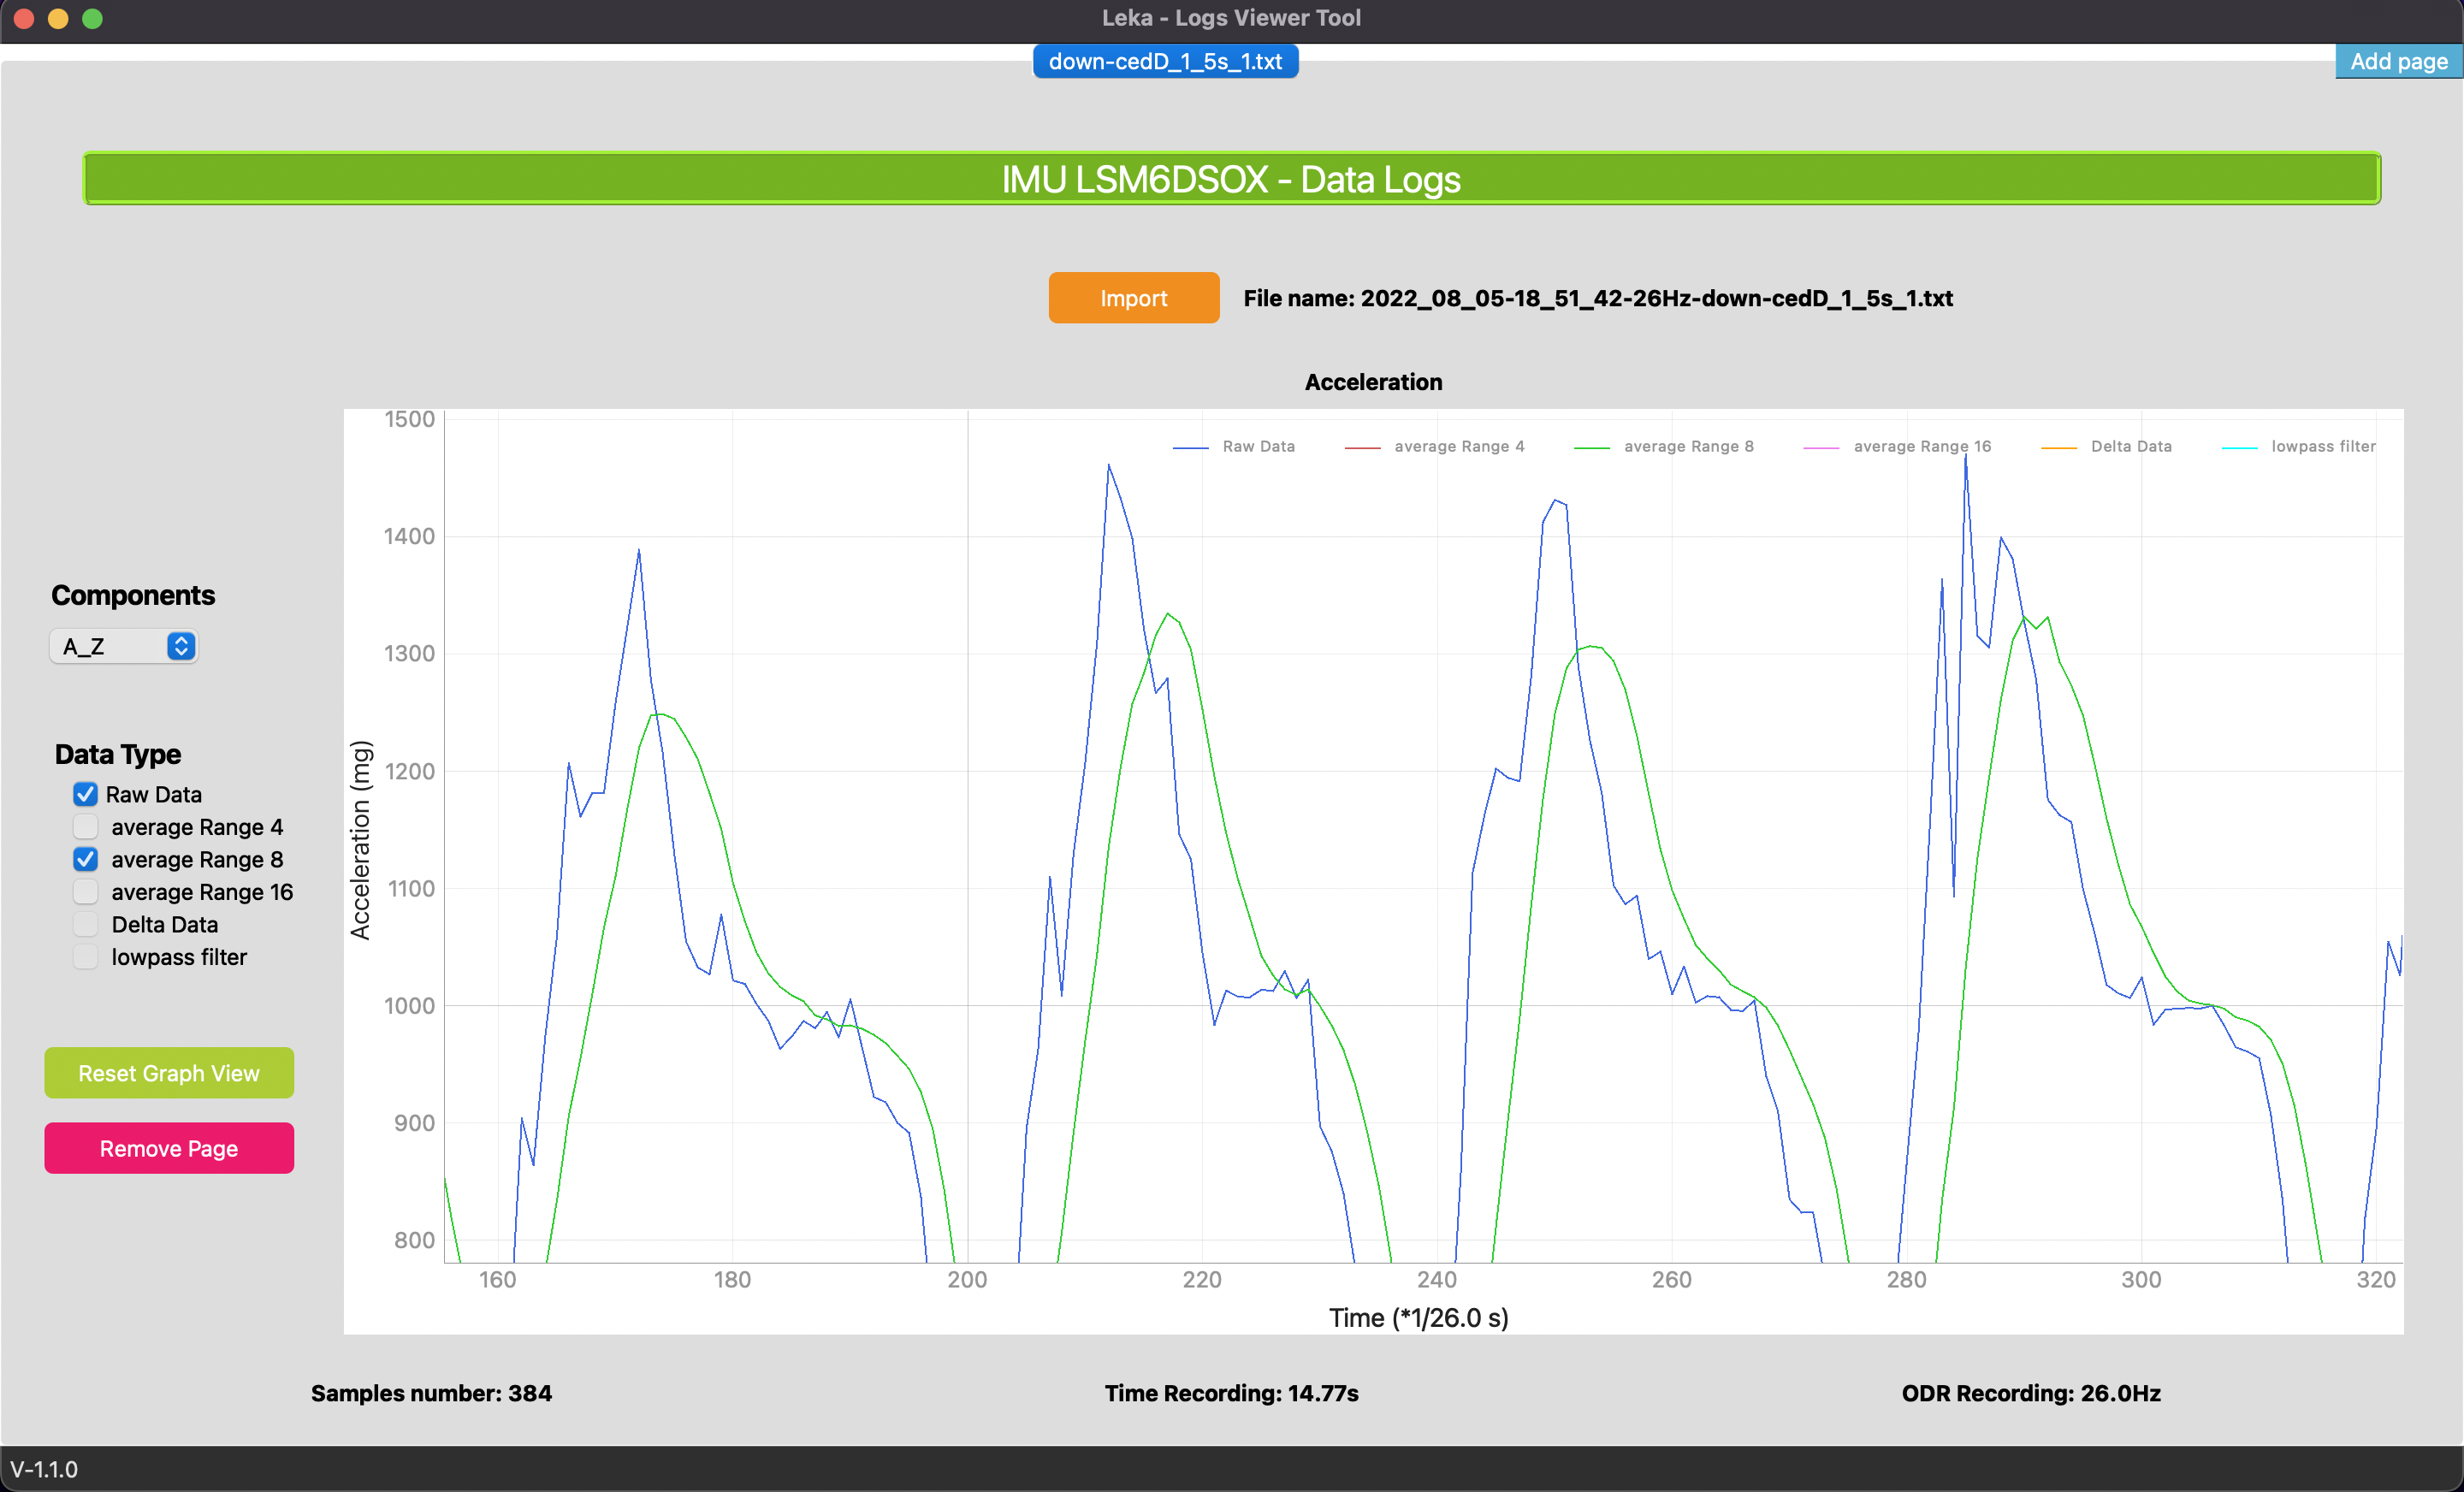 Leka - Logs Viewer Tool
down-cedD_1_5s_1.txt
Add page
IMU LSM6DSOX - Data Logs
Import
File name: 2022_08_05-18_51_42-26Hz-down-cedD_1_5s_1.txt
Acceleration
Raw Data
average Range 4
average Range 8
average Range 16
Delta Data
lowpass filter
1500
1400
1300
1200
1100
1000
900
800
Acceleration (mg)
160
180
200
220
240
260
280
300
320
Time (*1/26.0 s)
Components
A_Z
Data Type
Raw Data
average Range 4
average Range 8
average Range 16
Delta Data
lowpass filter
Reset Graph View
Remove Page
Samples number: 384
Time Recording: 14.77s
ODR Recording: 26.0Hz
V-1.1.0